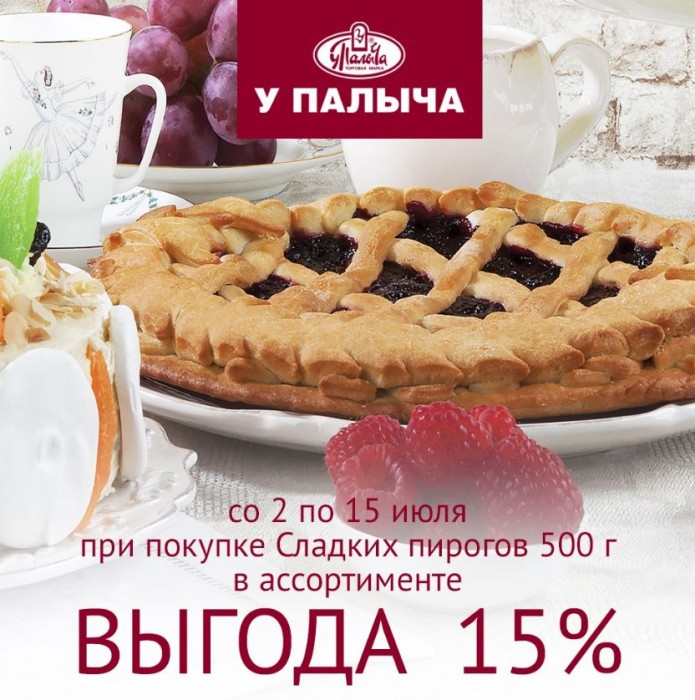 у Палыча
ТОРГОВАЯ МАРКА
У ПАЛЫЧА
со 2 по 15 июля
при покупке Сладких пирогов 500 г
в ассортименте
ВЫГОДА 15%